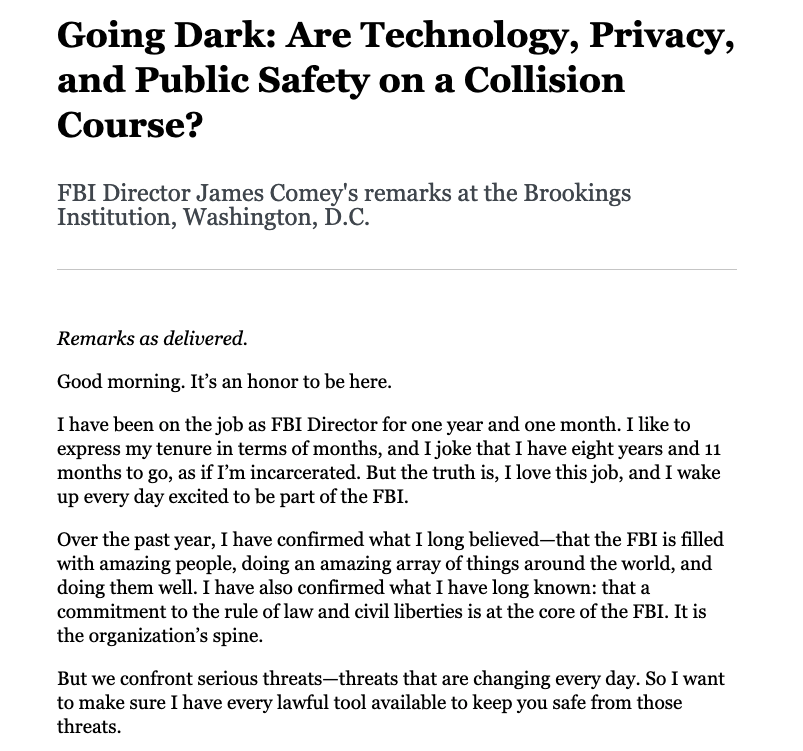 Going Dark: Are Technology, Privacy,
and Public Safety on a Collision
Course?
FBI Director James Comey's remarks at the Brookings
Institution, Washington, D.C.
Remarks as delivered.
Good morning. It’s an honor to be here.
I have been on the job as FBI Director for one year and one month. I like to
express my tenure in terms of months, and I joke that I have eight years and 11
months to go, as if I’m incarcerated. But the truth is, I love this job, and I wake
up every day excited to be part of the FBI.
Over the past year, I have confirmed what I long believed—that the FBI is filled
with amazing people, doing an amazing array of things around the world, and
doing them well. I have also confirmed what I have long known: that a
commitment to the rule of law and civil liberties is at the core of the FBI. It is
the organization’s spine.
But we confront serious threats—threats that are changing every day. So I want
to make sure I have every lawful tool available to keep you safe from those
threats.